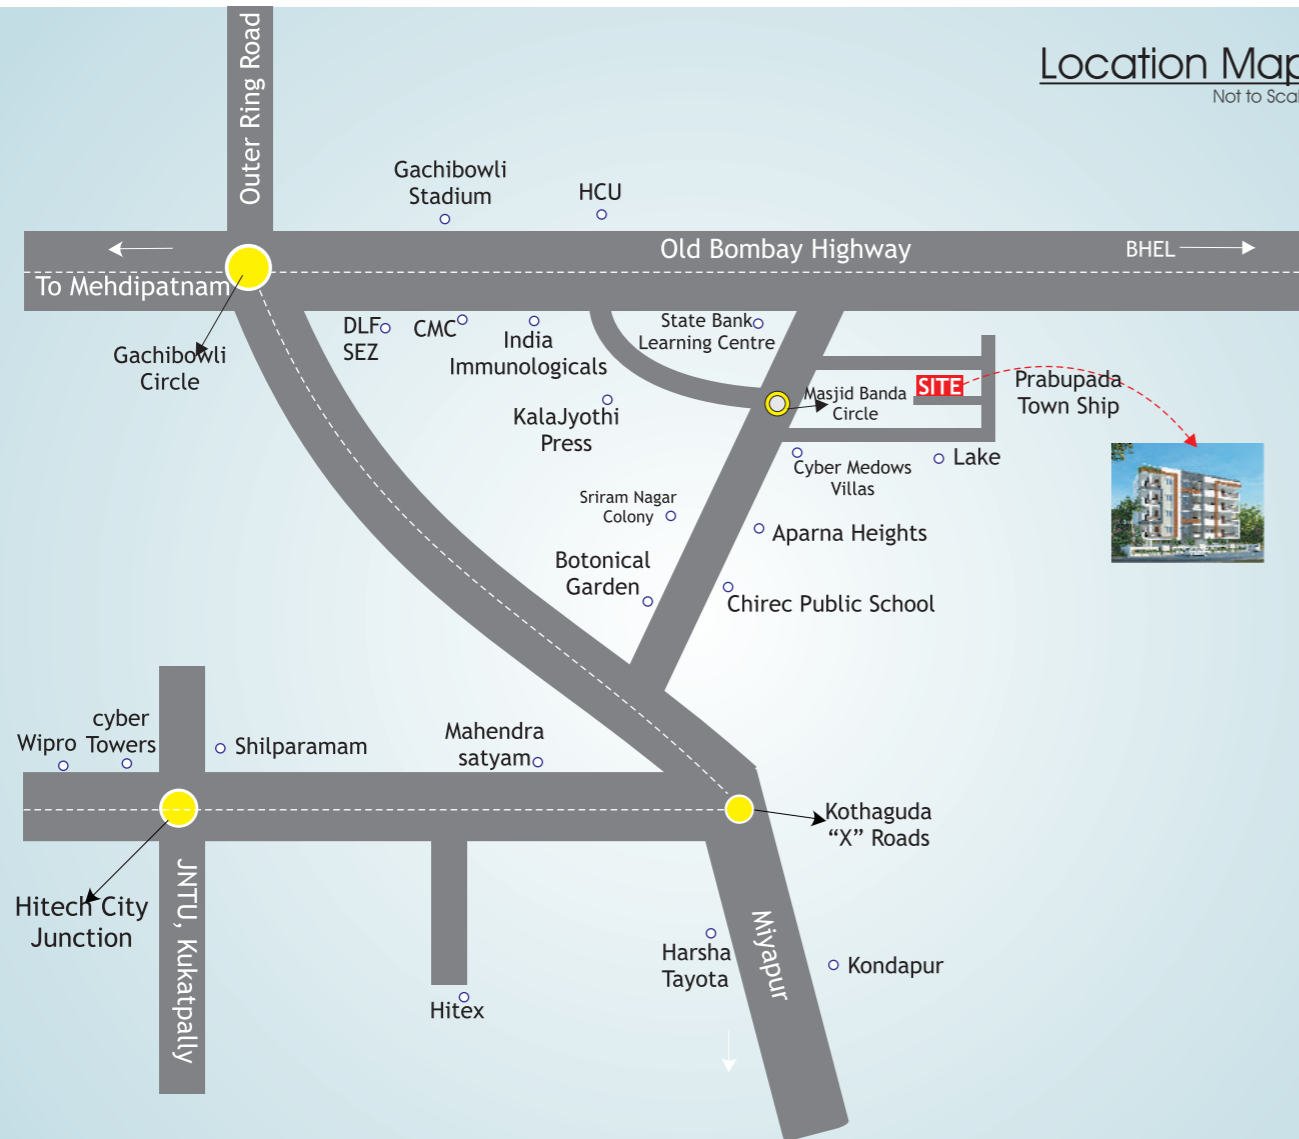 Location Map
Not to Scal
Outer Ring Road
Gachibowli
Stadium
HCU
Old Bombay Highway
BHEL
To Mehdipatnam
Gachibowli
Circle
DLF
SEZ
CMC
India
Immunologicals
State Bank
Learning Centre
KalaJyothi
Press
Masjid Banda
Circle
SITE
Prabupada
Town Ship
Cyber Medows
Villas
Lake
Sriram Nagar
Colony
Aparna Heights
Botonical
Garden
Chirec Public School
Wipro
cyber
Towers
Shilparamam
Mahendra
satyam
Kothaguda
“X” Roads
Hitech City
Junction
JNTU, Kukatpally
Hitex
Harsha
Tayota
Miyapur
Kondapur